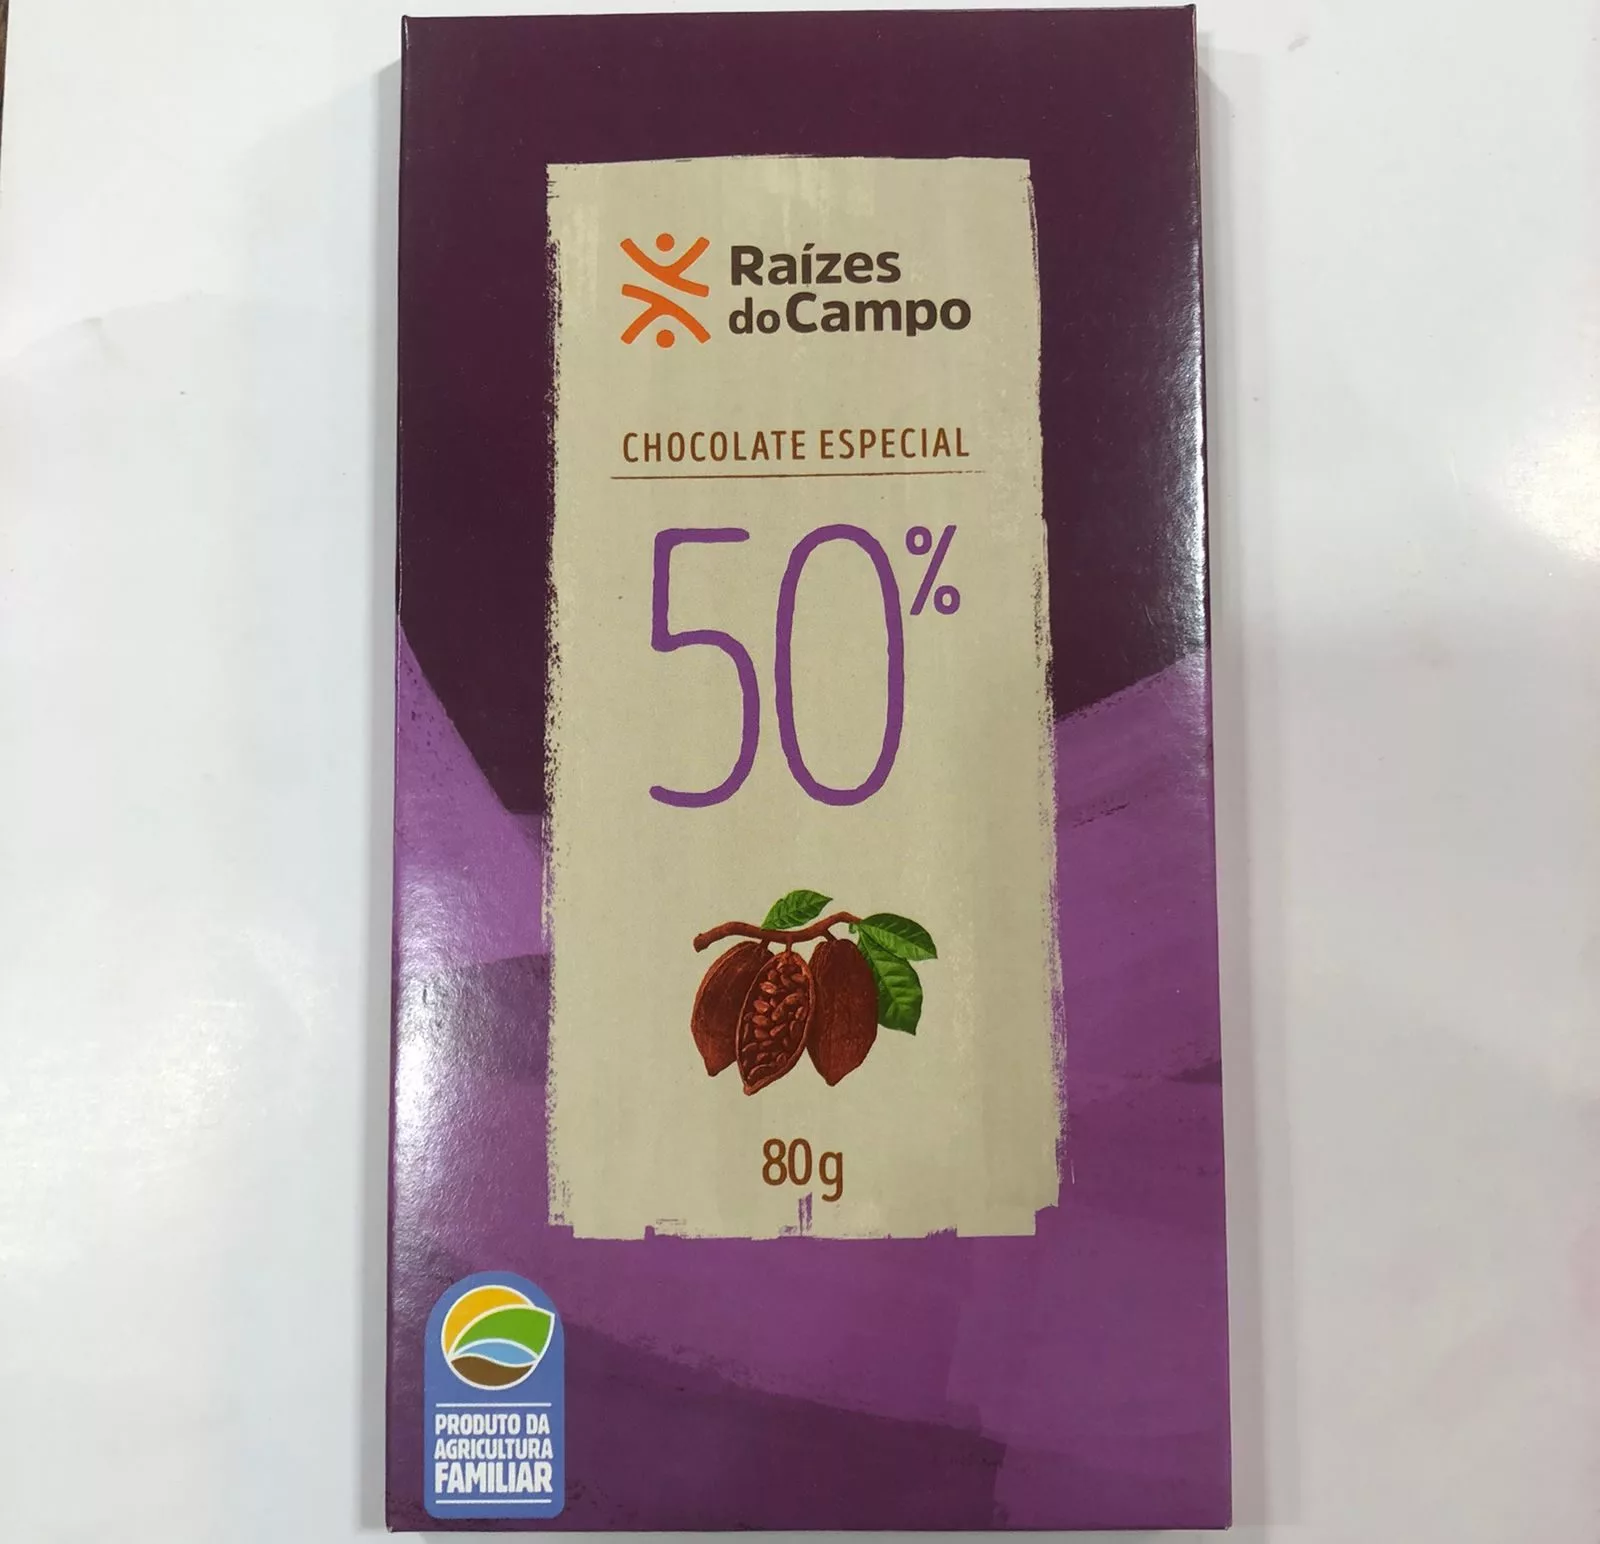 Raízes
do Campo
CHOCOLATE ESPECIAL
50%
80g
PRODUTO DA
AGRICULTURA
FAMILIAR